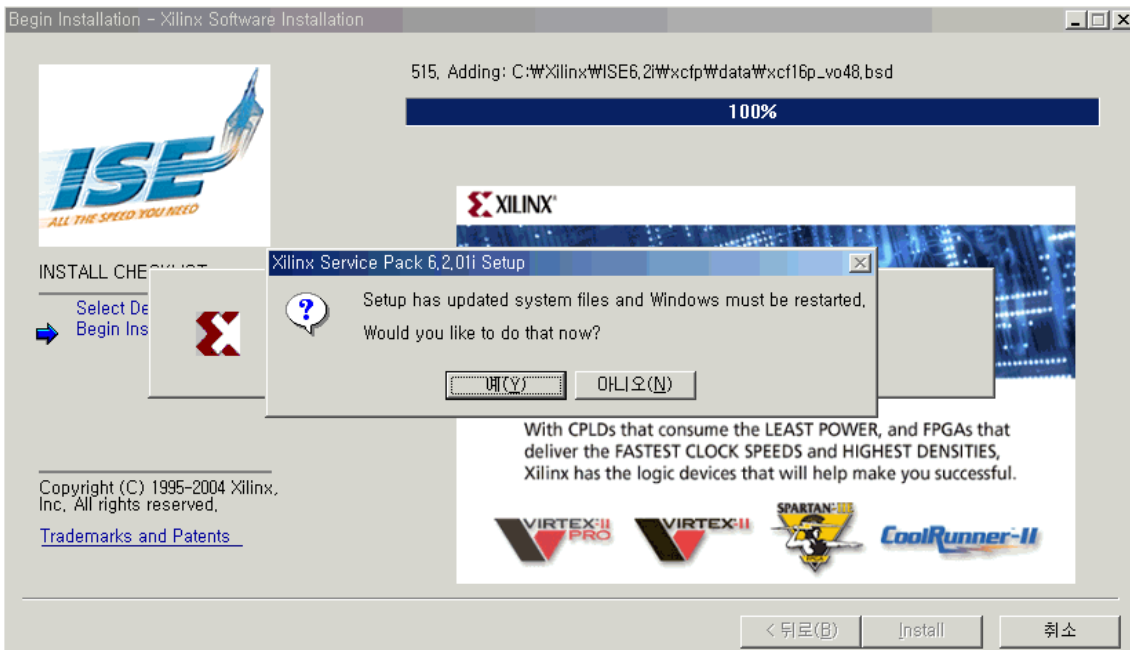 Begin Installation - Xilinx Software Installation
515, Adding: C:₩Xilinx₩ISE6,2i₩xcfp₩data₩xcf16p_vo48,bsd
100%
ISE
ALL THE SPEED YOU NEED
XILINX®
INSTALL CHECKLIST
Select De
Begin Ins
Xilinx Service Pack 6,2,01i Setup
Setup has updated system files and Windows must be restarted,
Would you like to do that now?
예(Y)
아니오(N)
With CPLDs that consume the LEAST POWER, and FPGAs that
deliver the FASTEST CLOCK SPEEDS and HIGHEST DENSITIES,
Xilinx has the logic devices that will help make you successful.
Copyright (C) 1995-2004 Xilinx,
Inc, All rights reserved,
Trademarks and Patents
VIRTEX-II PRO
VIRTEX-II
SPARTAN-IIE
FPGA
CoolRunner-II
< 뒤로(B)
Install
취소